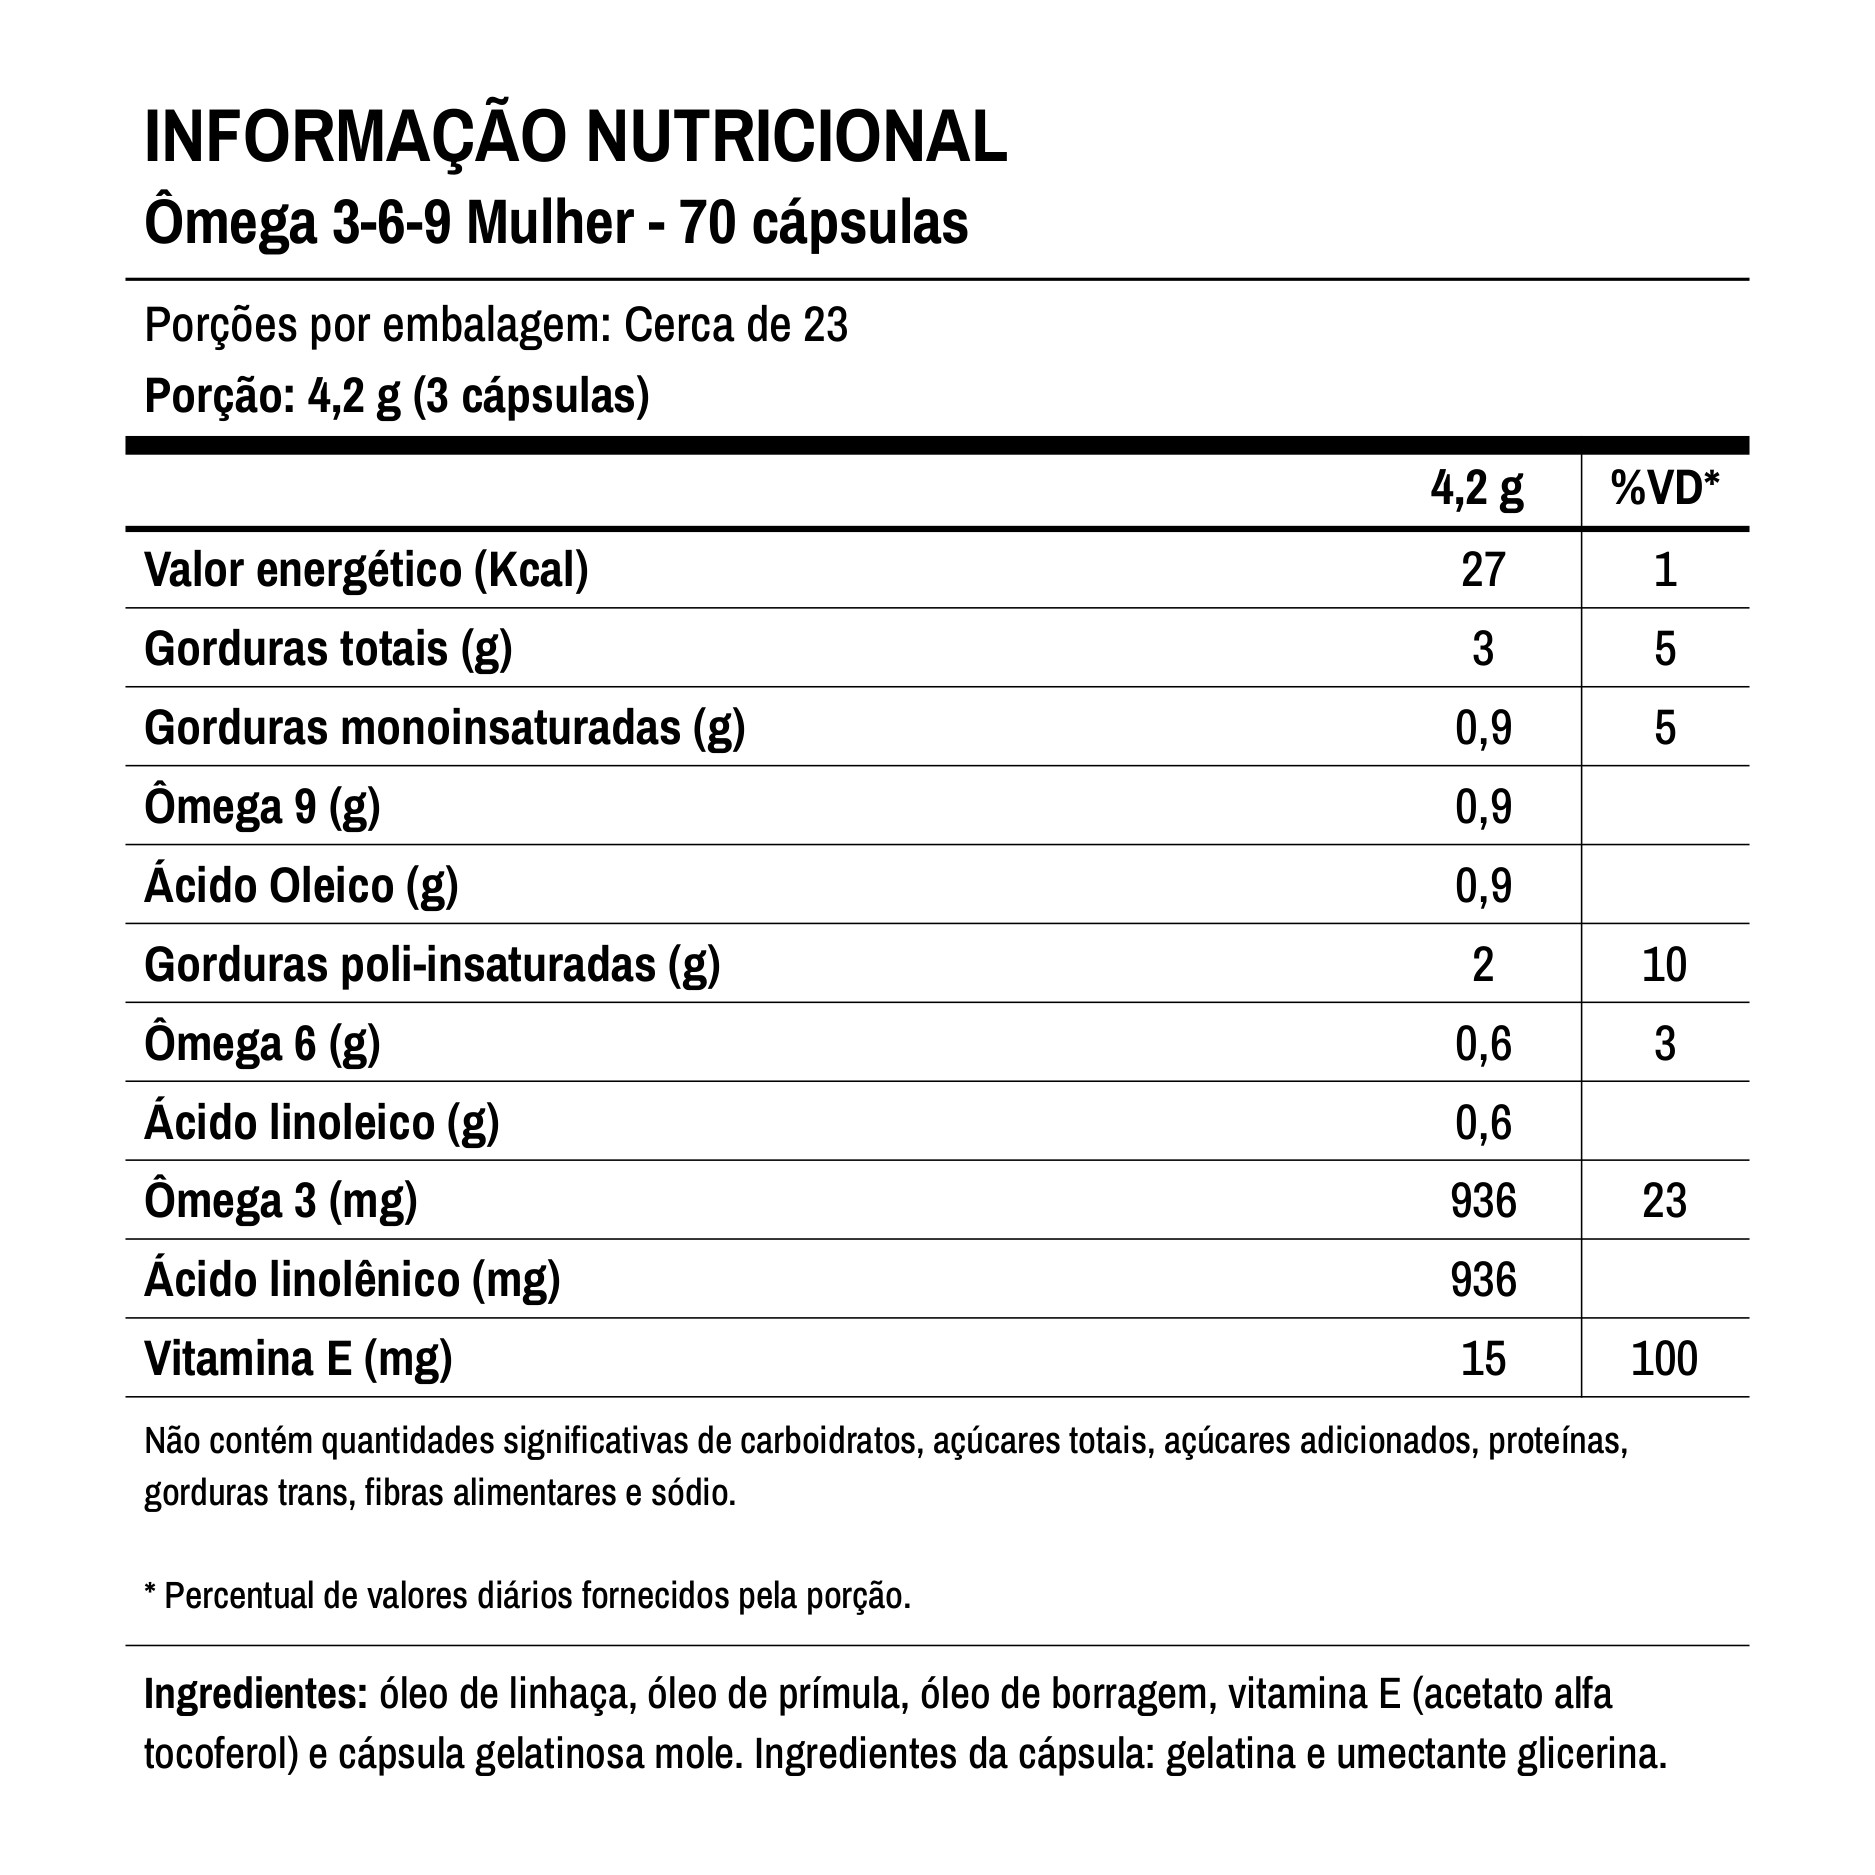 INFORMAÇÃO NUTRICIONAL
Ômega 3-6-9 Mulher - 70 cápsulas
Porções por embalagem: Cerca de 23
Porção: 4,2 g (3 cápsulas)
4,2 g %VD*
Valor energético (Kcal) 27 1
Gorduras totais (g) 3 5
Gorduras monoinsaturadas (g) 0,9 5
Ômega 9 (g) 0,9
Ácido Oleico (g) 0,9
Gorduras poli-insaturadas (g) 2 10
Ômega 6 (g) 0,6 3
Ácido linoleico (g) 0,6
Ômega 3 (mg) 936 23
Ácido linolênico (mg) 936
Vitamina E (mg) 15 100
Não contém quantidades significativas de carboidratos, açúcares totais, açúcares adicionados, proteínas,
gorduras trans, fibras alimentares e sódio.
* Percentual de valores diários fornecidos pela porção.
Ingredientes: óleo de linhaça, óleo de prímula, óleo de borragem, vitamina E (acetato alfa
tocoferol) e cápsula gelatinosa mole. Ingredientes da cápsula: gelatina e umectante glicerina.